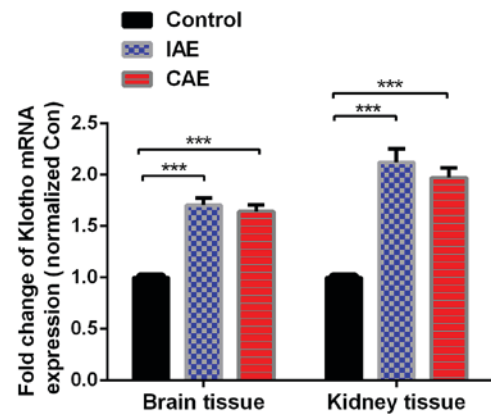 Control
IAE
CAE
Fold change of Klotho mRNA
expression (normalized Con)
2.5
2.0
1.5
1.0
0.5
0.0
***
***
***
***
Brain tissue
Kidney tissue